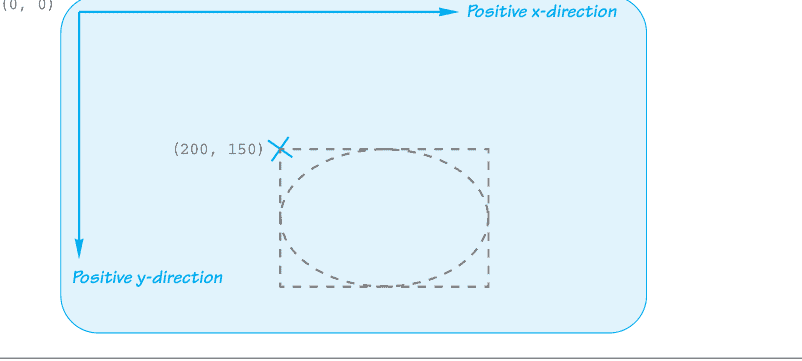 (0, 0)
Positive x-direction
(200, 150)
Positive y-direction